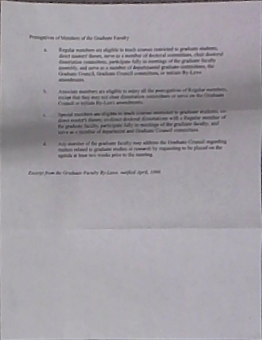 Prerogatives of Members of the Graduate Faculty
a. Regular members are eligible to teach courses restricted to graduate students,
direct masters' theses, serve as a member of doctoral committees, chair doctoral
dissertation committees, participate fully in meetings of the graduate faculty
assembly, and serve as a member of departmental graduate committees, the
Graduate Council, Graduate Council committees, or initiate By-Laws
amendments.
b. Associate members are eligible to enjoy all the prerogatives of Regular members,
except that they may not chair dissertation committees or serve on the Graduate
Council or initiate By-Laws amendments.
c. Special members are eligible to teach courses restricted to graduate students,
direct master's theses, co-direct doctoral dissertations with a Regular member of
the graduate faculty, participate fully in meetings of the graduate faculty, and
serve as a member of department and Graduate Council committees.
d. Any member of the graduate faculty may address the Graduate Council regarding
matters related to graduate studies or research by requesting to be placed on the
agenda at least two weeks prior to the meeting.
Excerpt from the Graduate Faculty By-Laws, ratified April,